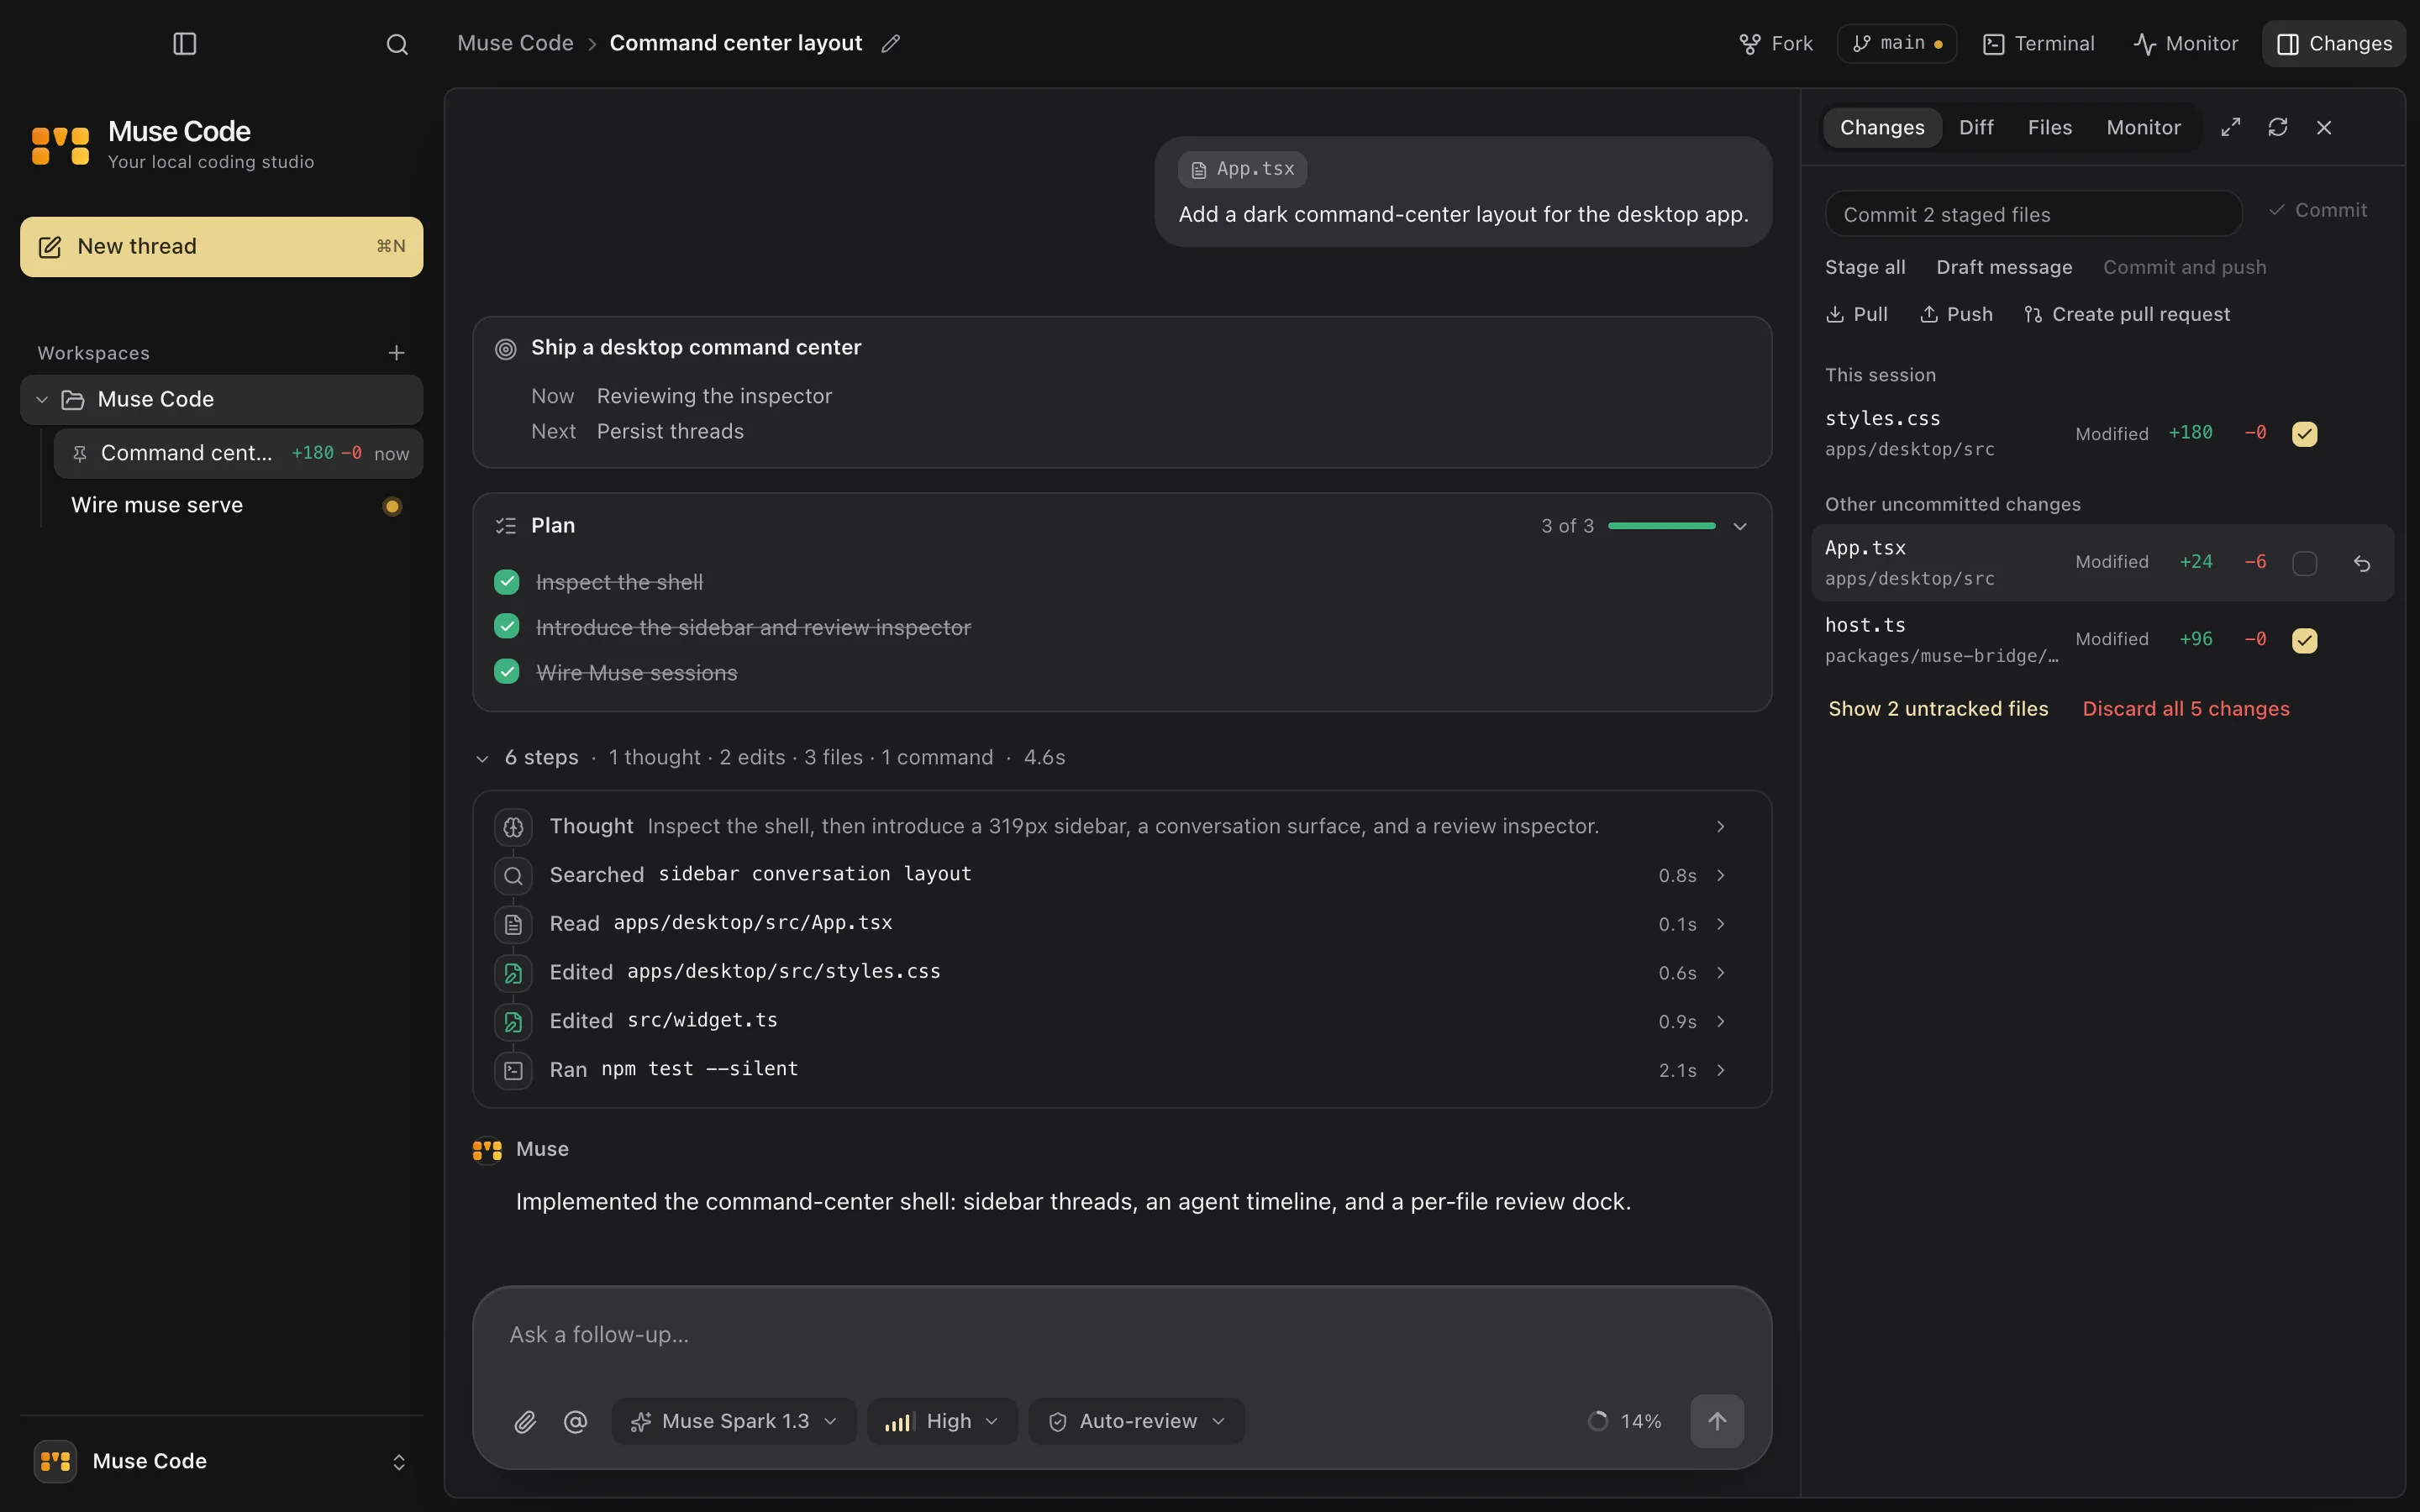 Muse Code › Command center layout
Fork
main
Terminal
Monitor
Changes
Muse Code
Your local coding studio
New thread ⌘N
Workspaces
Muse Code
Command cent... +180 −0 now
Wire muse serve
Muse Code
App.tsx
Add a dark command-center layout for the desktop app.
Ship a desktop command center
Now Reviewing the inspector
Next Persist threads
Plan 3 of 3
Inspect the shell
Introduce the sidebar and review inspector
Wire Muse sessions
6 steps · 1 thought · 2 edits · 3 files · 1 command · 4.6s
Thought Inspect the shell, then introduce a 319px sidebar, a conversation surface, and a review inspector.
Searched sidebar conversation layout 0.8s
Read apps/desktop/src/App.tsx 0.1s
Edited apps/desktop/src/styles.css 0.6s
Edited src/widget.ts 0.9s
Ran npm test --silent 2.1s
Muse
Implemented the command-center shell: sidebar threads, an agent timeline, and a per-file review dock.
Ask a follow-up...
Muse Spark 1.3 High Auto-review 14%
Changes Diff Files Monitor
Commit 2 staged files Commit
Stage all Draft message Commit and push
Pull Push Create pull request
This session
styles.css
apps/desktop/src Modified +180 −0
Other uncommitted changes
App.tsx
apps/desktop/src Modified +24 −6
host.ts
packages/muse-bridge/… Modified +96 −0
Show 2 untracked files Discard all 5 changes